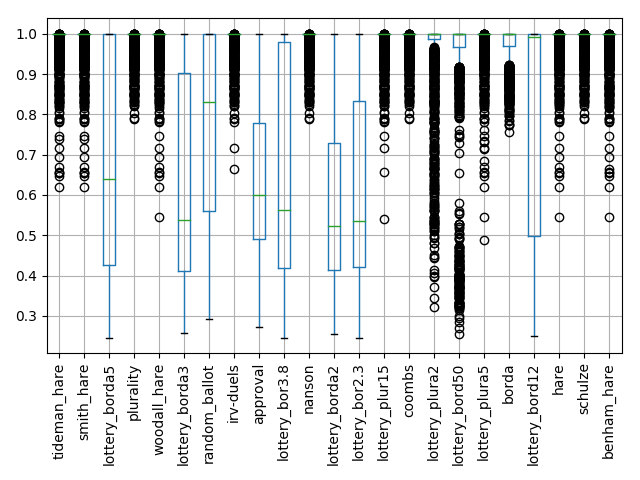 1.0
0.9
0.8
0.7
0.6
0.5
0.4
0.3
tideman_hare
smith_hare
lottery_borda5
plurality
woodall_hare
lottery_borda3
random_ballot
irv-duels
approval
lottery_bor3.8
nanson
lottery_borda2
lottery_bor2.3
lottery_plur15
coombs
lottery_plura2
lottery_bord50
lottery_plura5
borda
lottery_bord12
hare
schulze
benham_hare